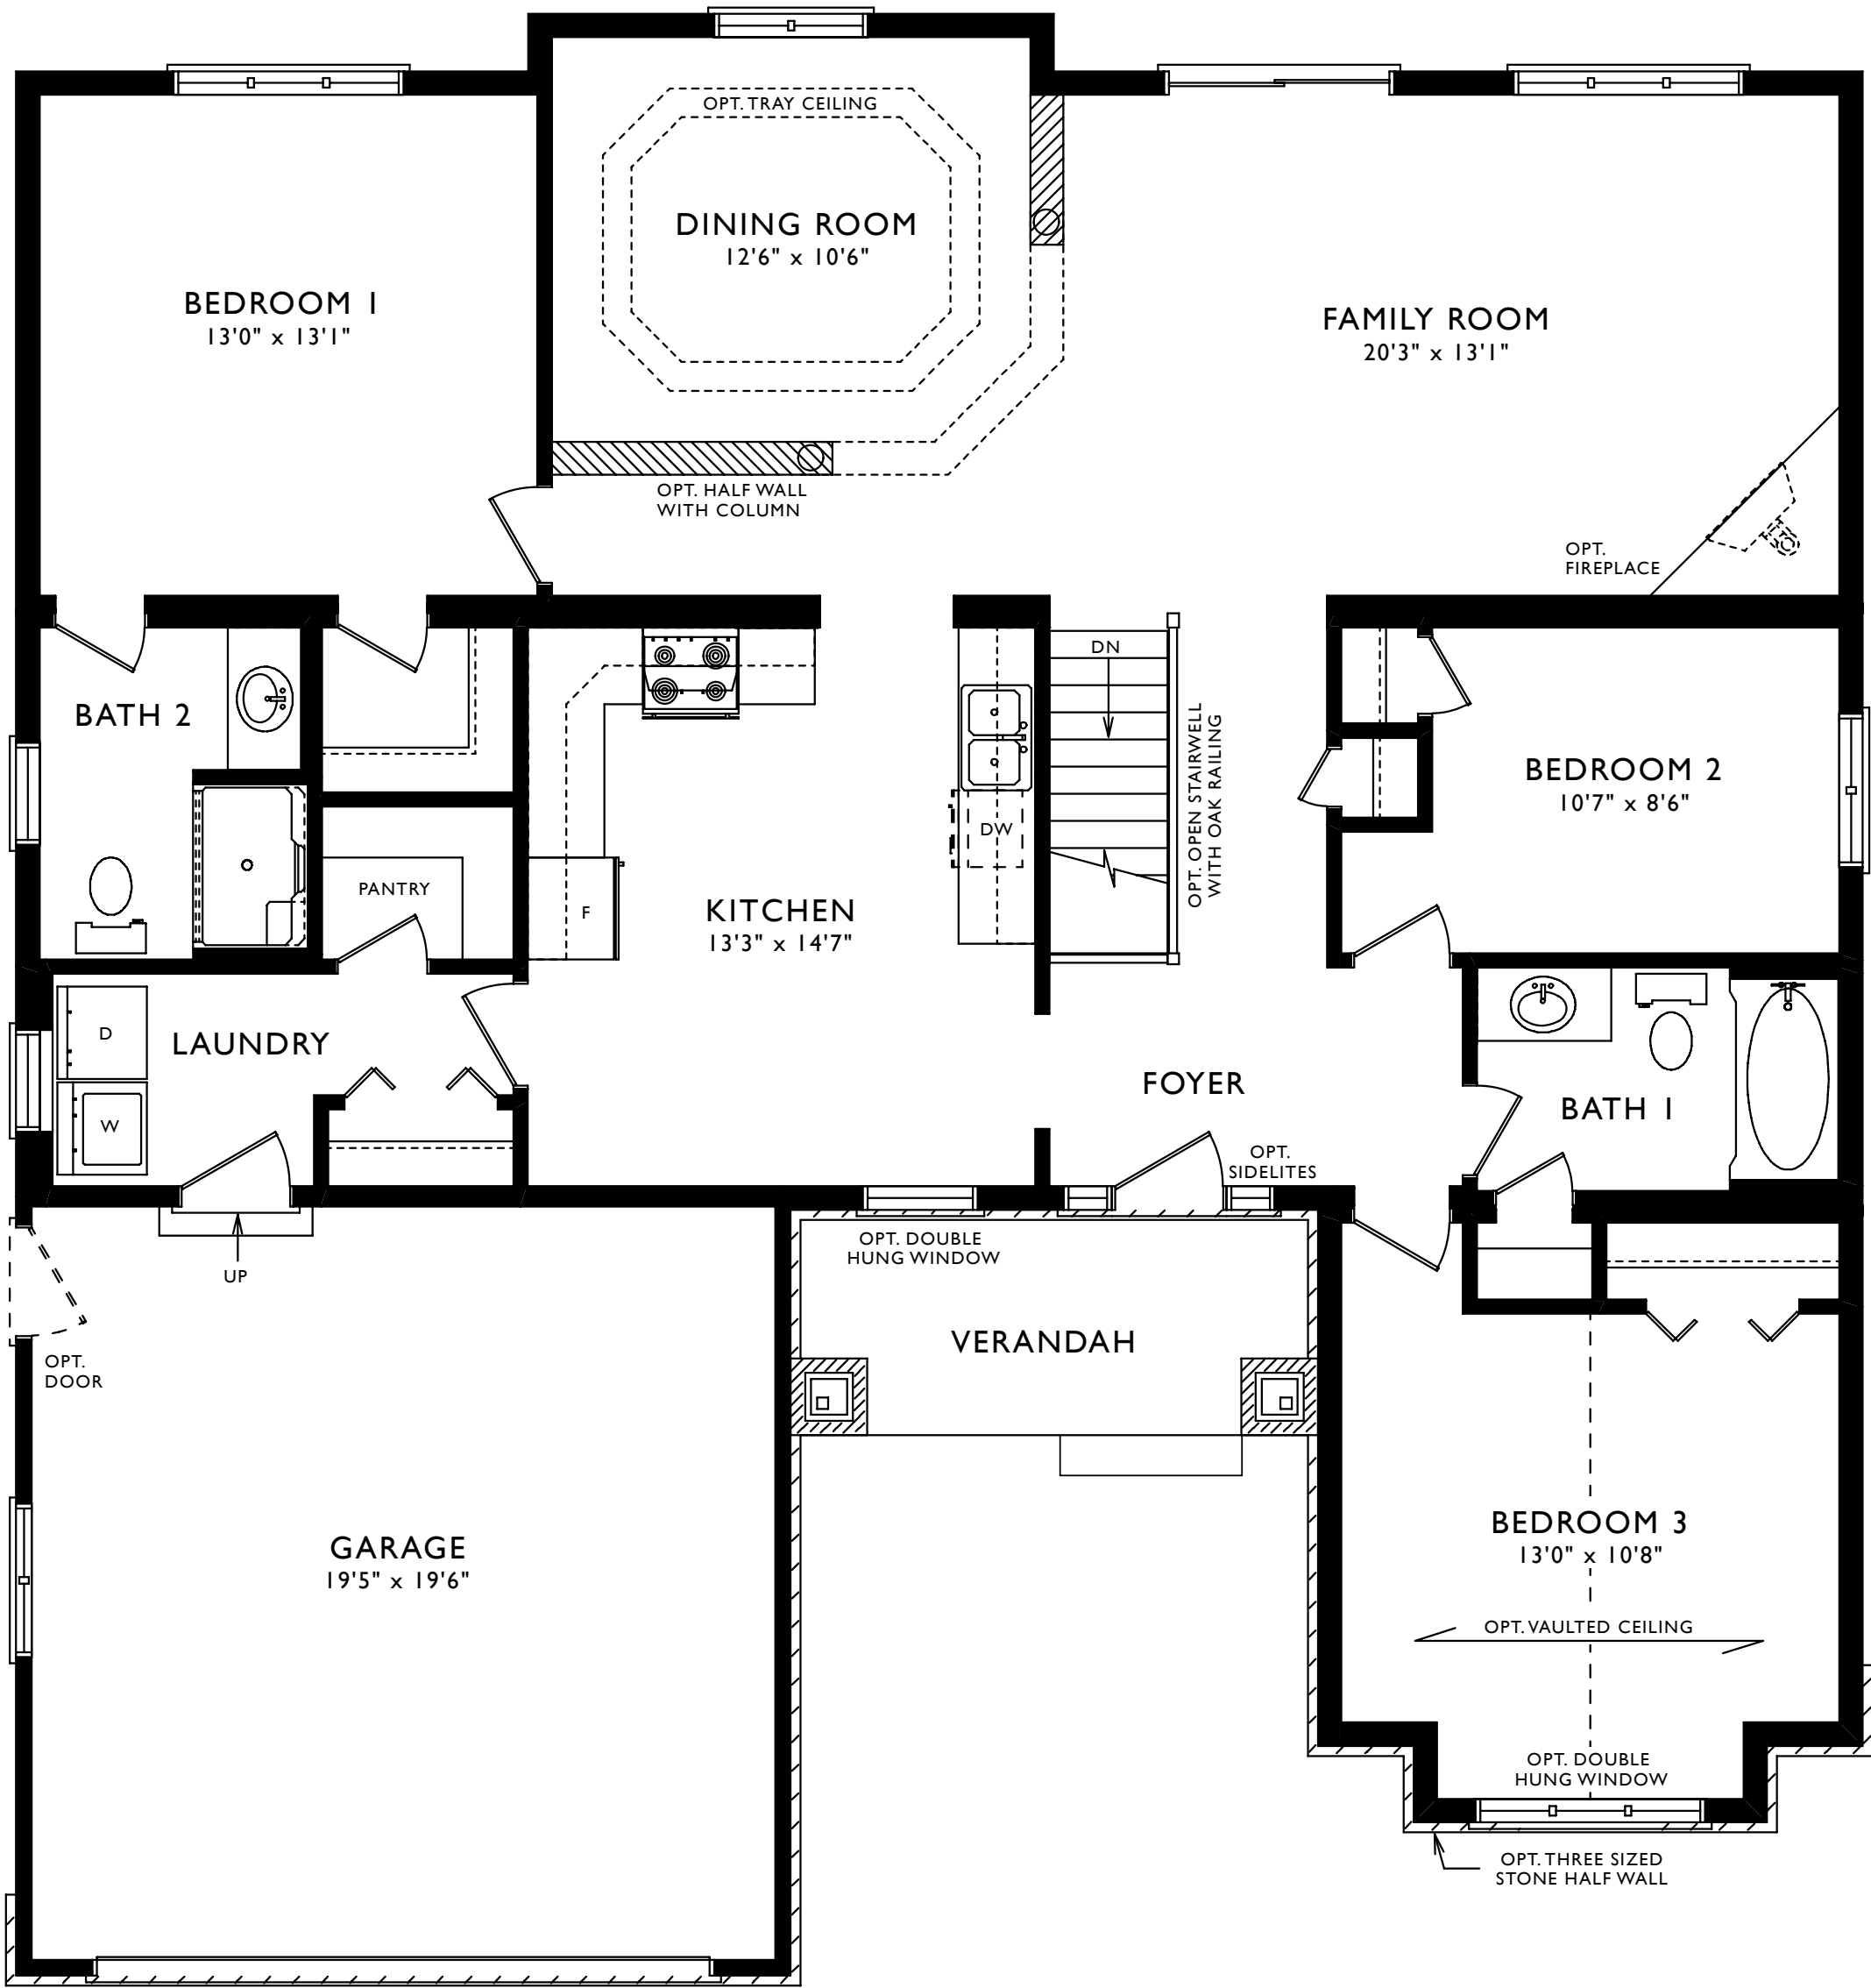 OPT. TRAY CEILING
DINING ROOM
12'6" x 10'6"
BEDROOM 1
13'0" x 13'1"
FAMILY ROOM
20'3" x 13'1"
OPT. HALF WALL
WITH COLUMN
OPT.
FIREPLACE
DN
BATH 2
OPT. OPEN STAIRWELL
WITH OAK RAILING
BEDROOM 2
10'7" x 8'6"
DW
PANTRY
F
KITCHEN
13'3" x 14'7"
D
LAUNDRY
W
FOYER
BATH 1
OPT.
SIDELITES
UP
OPT. DOUBLE
HUNG WINDOW
VERANDAH
OPT.
DOOR
BEDROOM 3
13'0" x 10'8"
GARAGE
19'5" x 19'6"
OPT. VAULTED CEILING
OPT. DOUBLE
HUNG WINDOW
OPT. THREE SIZED
STONE HALF WALL